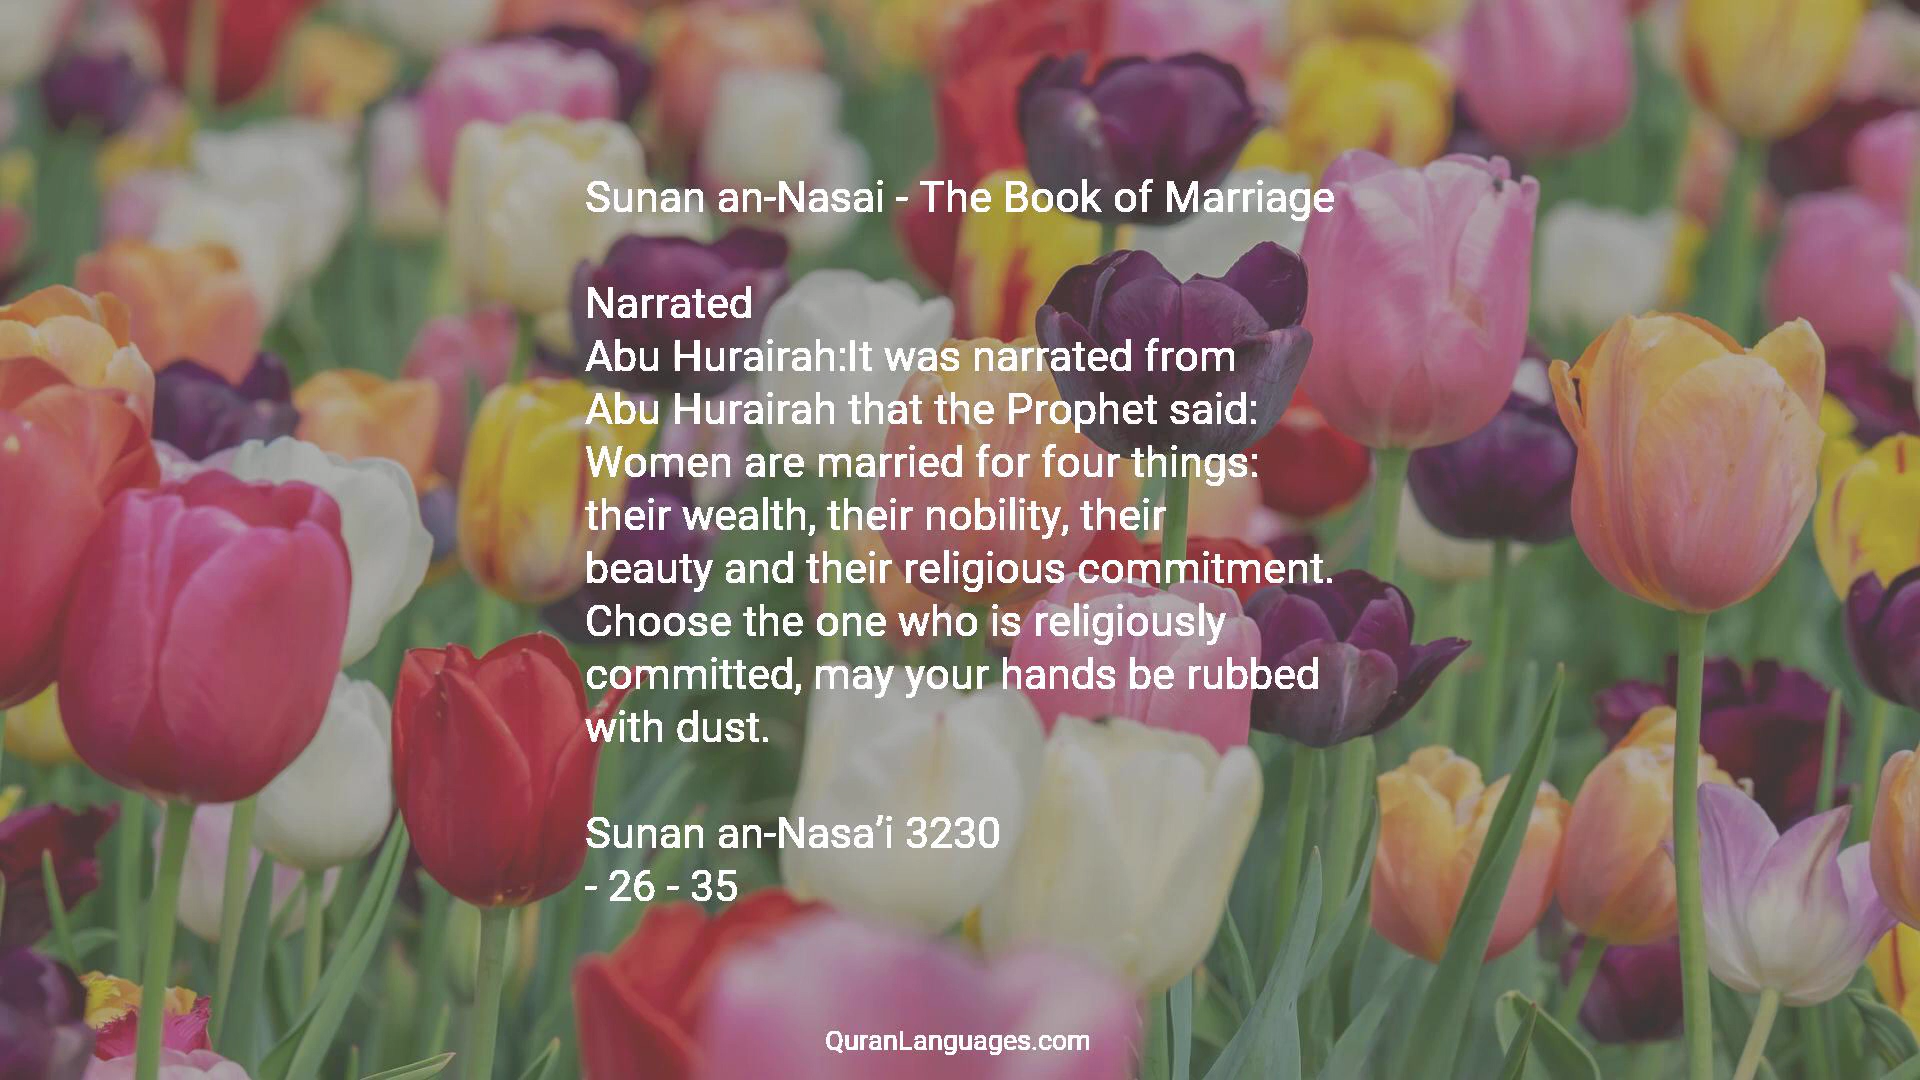 Sunan an-Nasai - The Book of Marriage
Narrated
Abu Hurairah:It was narrated from
Abu Hurairah that the Prophet said:
Women are married for four things:
their wealth, their nobility, their
beauty and their religious commitment.
Choose the one who is religiously
committed, may your hands be rubbed
with dust.
Sunan an-Nasa’i 3230
- 26 - 35
QuranLanguages.com